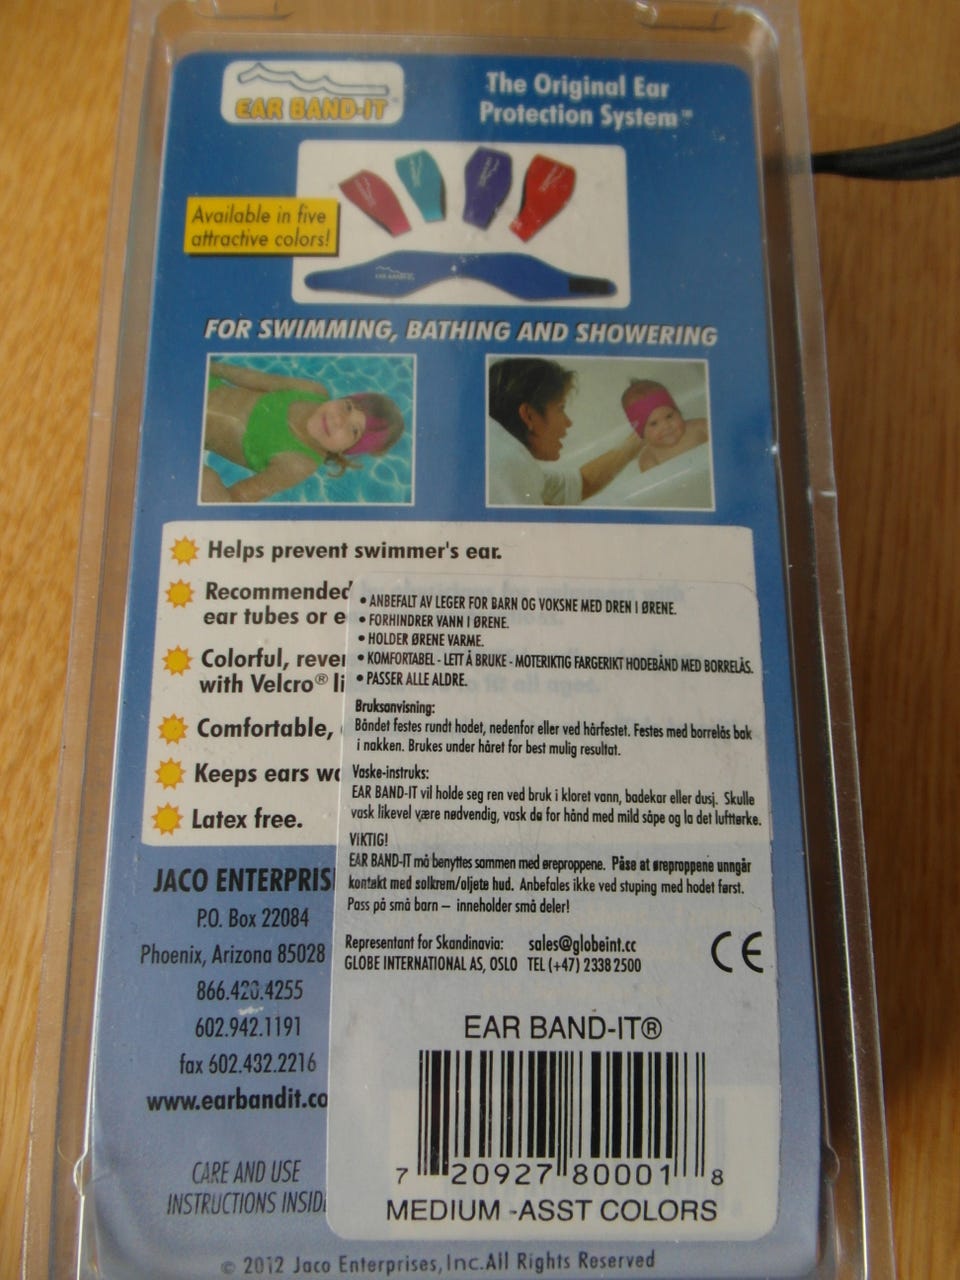 EAR BAND-IT®
The Original Ear
Protection System™
Available in five
attractive colors!
FOR SWIMMING, BATHING AND SHOWERING
Helps prevent swimmer's ear.
Recommended
ear tubes or
Colorful,
with Velcro®
Comfortable,
Keeps ears
Latex free.
• ANBEFALT AV LEGER FOR BARN OG VOKSNE MED DREN I ØRENE.
• FORHINDRER VANN I ØRENE.
• HOLDER ØRENE VARME.
• KOMFORTABEL - LETT Å BRUKE - MOTERIKTIG FARGERIKT HODEBÅND MED BORRELÅS.
• PASSER ALLE ALDRE.
Bruksanvisning:
Båndet festes rundt hodet, nedenfor eller ved hårfestet. Festes med borrelås bak
i nakken. Brukes under håret for best mulig resultat.
Vaske-instruks:
EAR BAND-IT vil holde seg ren ved bruk i kloret vann, badekar eller dusj. Skulle
vask likevel være nødvendig, vask da for hånd med mild såpe og la det lufttørke.
ViKTIG!
EAR BAND-IT må benyttes sammen med øreproppene. Påse at øreproppene unngår
kontakt med solkrem/oljete hud. Anbefales ikke ved stuping med hodet først.
Pass på små barn – inneholder små deler!
Representant for Skandinavia: sales@globeint.cc
GLOBE INTERNATIONAL AS, OSLO TEL (+47) 2338 2500
CE
JACO ENTERPRIS
P.O. Box 22084
Phoenix, Arizona 85028
866.420.4255
602.942.1191
fax 602.432.2216
www.earbandit.co
CARE AND USE
INSTRUCTIONS INSIDE
EAR BAND-IT®
7 20927 80001 8
MEDIUM -ASST COLORS
© 2012 Jaco Enterprises, Inc. All Rights Reserved